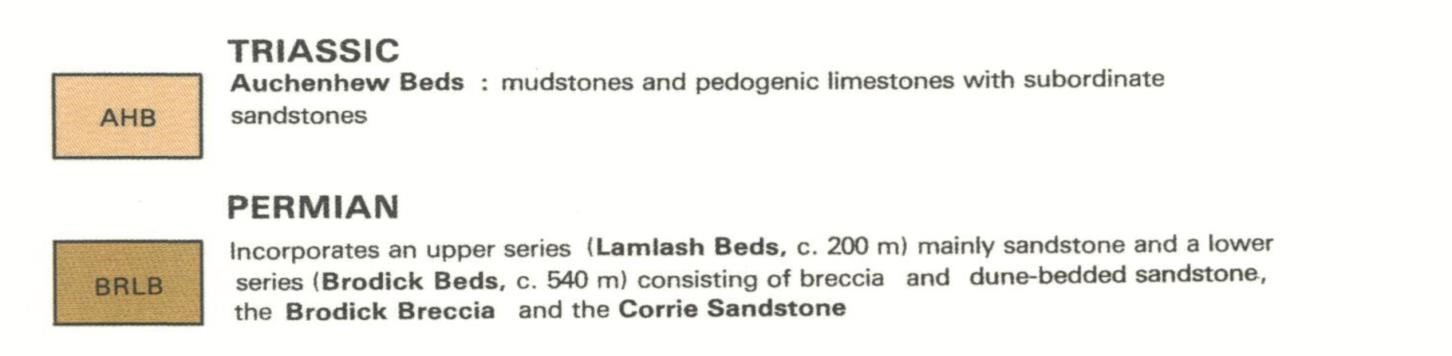 TRIASSIC
Auchenhew Beds : mudstones and pedogenic limestones with subordinate
AHB
sandstones
PERMIAN
Incorporates an upper series (Lamlash Beds, c. 200 m) mainly sandstone and a lower
BRLB
series (Brodick Beds, c. 540 m) consisting of breccia and dune-bedded sandstone,
the Brodick Breccia and the Corrie Sandstone